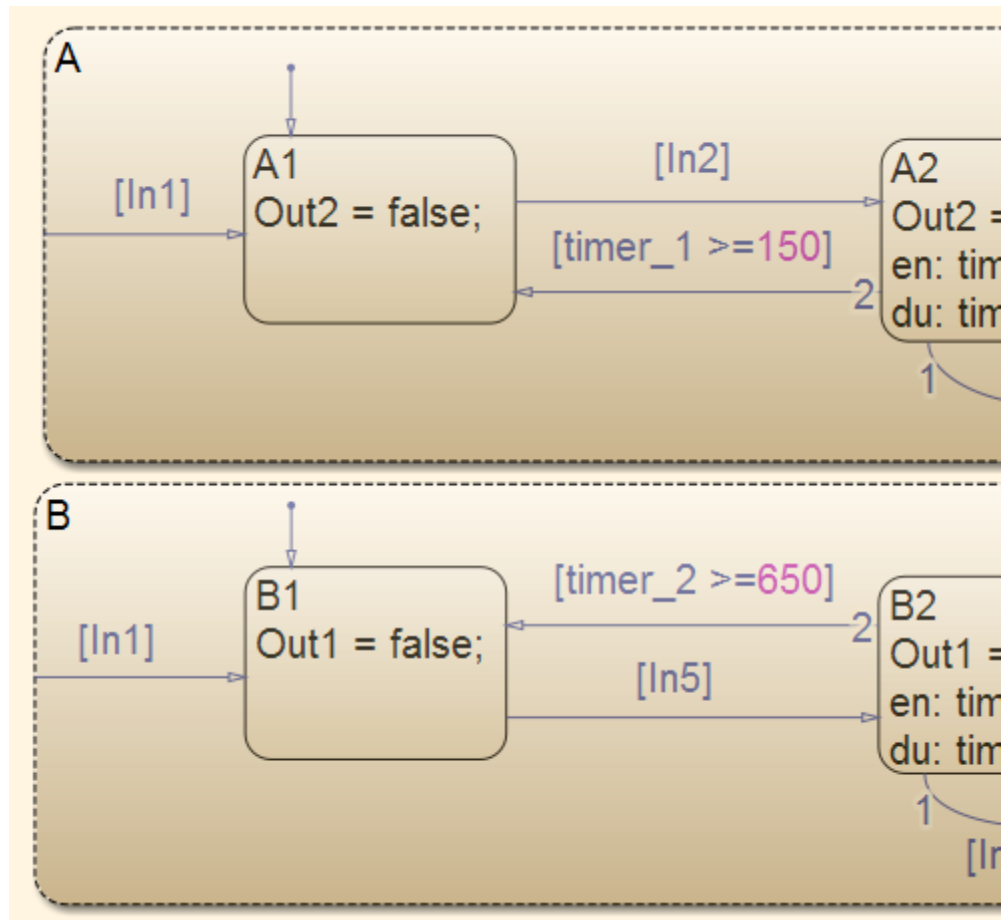 A
A1
Out2 = false;
[In1]
[In2]
[timer_1 >=150]
2
A2
Out2 =
en: tim
du: tim
1
B
B1
Out1 = false;
[In1]
[timer_2 >=650]
2
[In5]
B2
Out1 =
en: tim
du: tim
1
[In